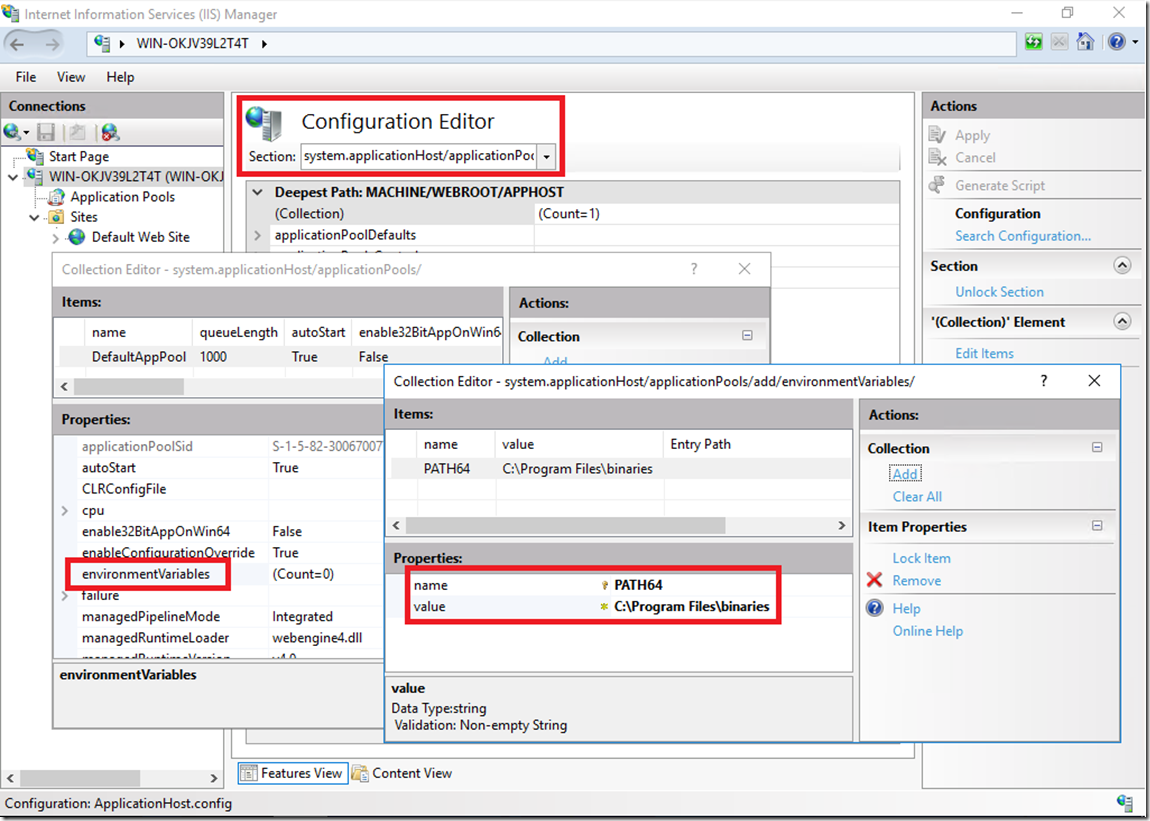 Internet Information Services (IIS) Manager
WIN-OKJV39L2T4T
File View Help
Connections
Start Page
WIN-OKJV39L2T4T (WIN-OKJ
Application Pools
Sites
Default Web Site
Configuration Editor
Section: system.applicationHost/applicationPo
Deepest Path: MACHINE/WEBROOT/APPHOST
(Collection) (Count=1)
applicationPoolDefaults
Actions
Apply
Cancel
Generate Script
Configuration
Search Configuration...
Section
Unlock Section
'(Collection)' Element
Edit Items
Collection Editor - system.applicationHost/applicationPools/ ?
Items:
name queueLength autoStart enable32BitAppOnWin6
DefaultAppPool 1000 True False
Actions:
Collection
Add
Properties:
applicationPoolSid S-1-5-82-30067007
autoStart True
CLRConfigFile
cpu
enable32BitAppOnWin64 False
enableConfigurationOverride True
environmentVariables (Count=0)
failure
managedPipelineMode Integrated
managedRuntimeLoader webengine4.dll
managedRuntimeVersion v4.0
environmentVariables
Collection Editor - system.applicationHost/applicationPools/add/environmentVariables/ ?
Items:
name value Entry Path
PATH64 C:\Program Files\binaries
Properties:
name PATH64
value C:\Program Files\binaries
value
Data Type:string
Validation: Non-empty String
Actions:
Collection
Add
Clear All
Item Properties
Lock Item
Remove
Help
Online Help
Features View Content View
Configuration: ApplicationHost.config